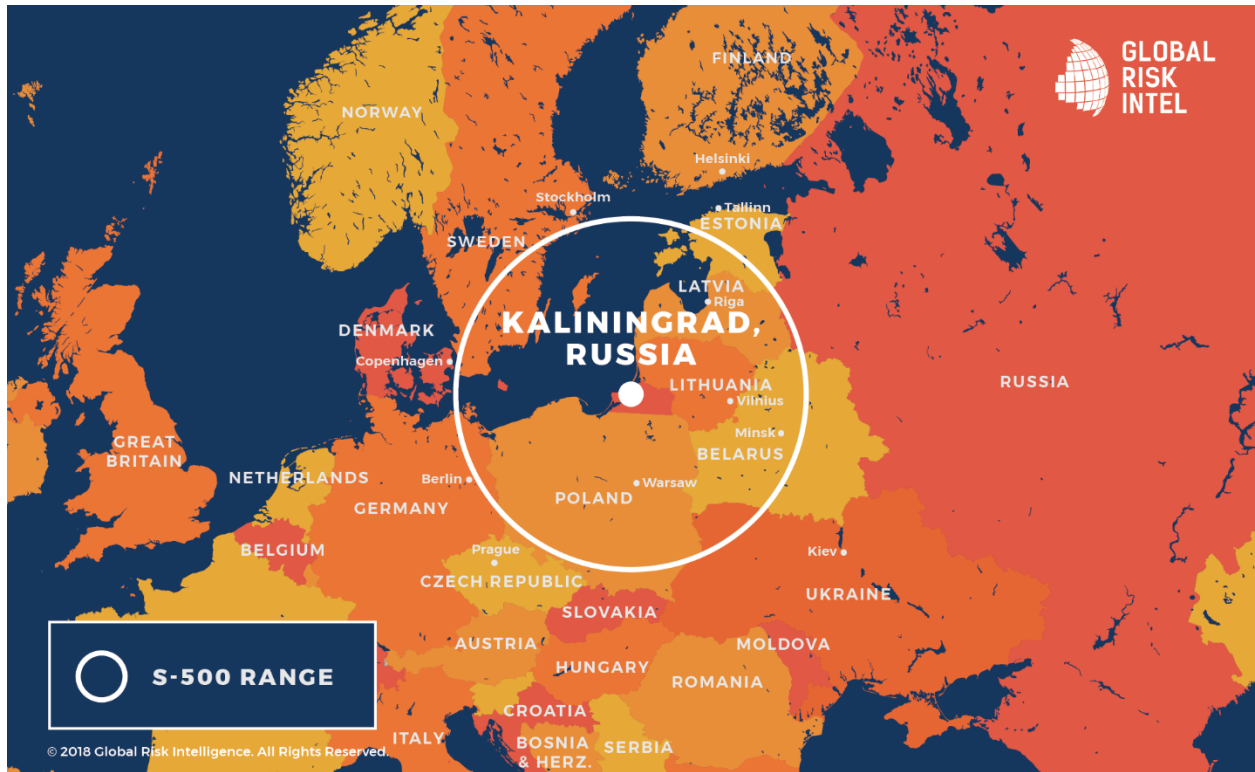 GLOBAL
RISK
INTEL
FINLAND
NORWAY
Helsinki
Stockholm
Tallinn
ESTONIA
SWEDEN
LATVIA
Riga
KALININGRAD,
RUSSIA
DENMARK
Copenhagen
LITHUANIA
Vilnius
RUSSIA
Minsk
BELARUS
GREAT
BRITAIN
NETHERLANDS
Berlin
Warsaw
POLAND
GERMANY
BELGIUM
Prague
CZECH REPUBLIC
Kiev
UKRAINE
SLOVAKIA
AUSTRIA
MOLDOVA
HUNGARY
ROMANIA
S-500 RANGE
CROATIA
ITALY
BOSNIA
& HERZ.
SERBIA
© 2018 Global Risk Intelligence. All Rights Reserved.